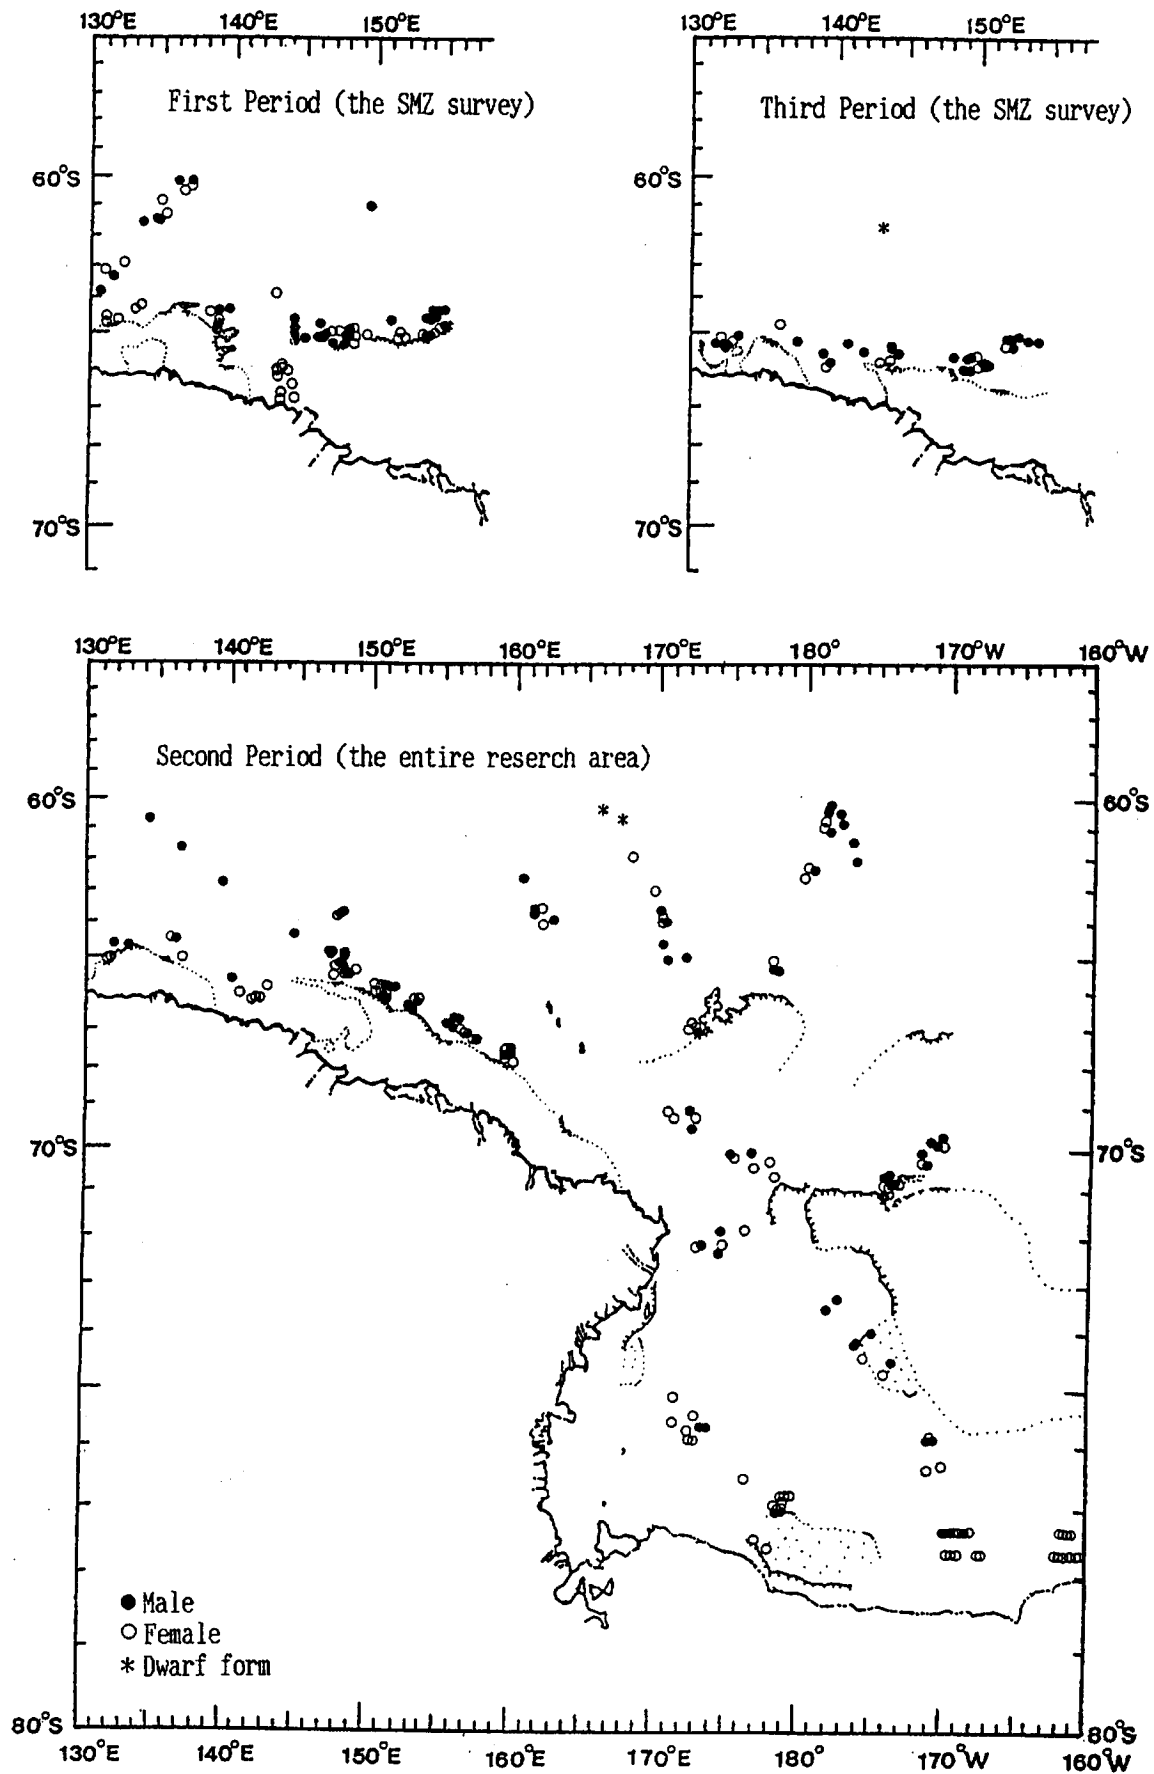 130°E 140°E 150°E
First Period (the SMZ survey)
60°S
70°S
130°E 140°E 150°E
Third Period (the SMZ survey)
60°S
70°S
130°E 140°E 150°E 160°E 170°E 180° 170°W 160°W
Second Period (the entire reserch area)
60°S 60°S
70°S 70°S
Male
Female
Dwarf form
80°S 80°S
130°E 140°E 150°E 160°E 170°E 180° 170°W 160°W